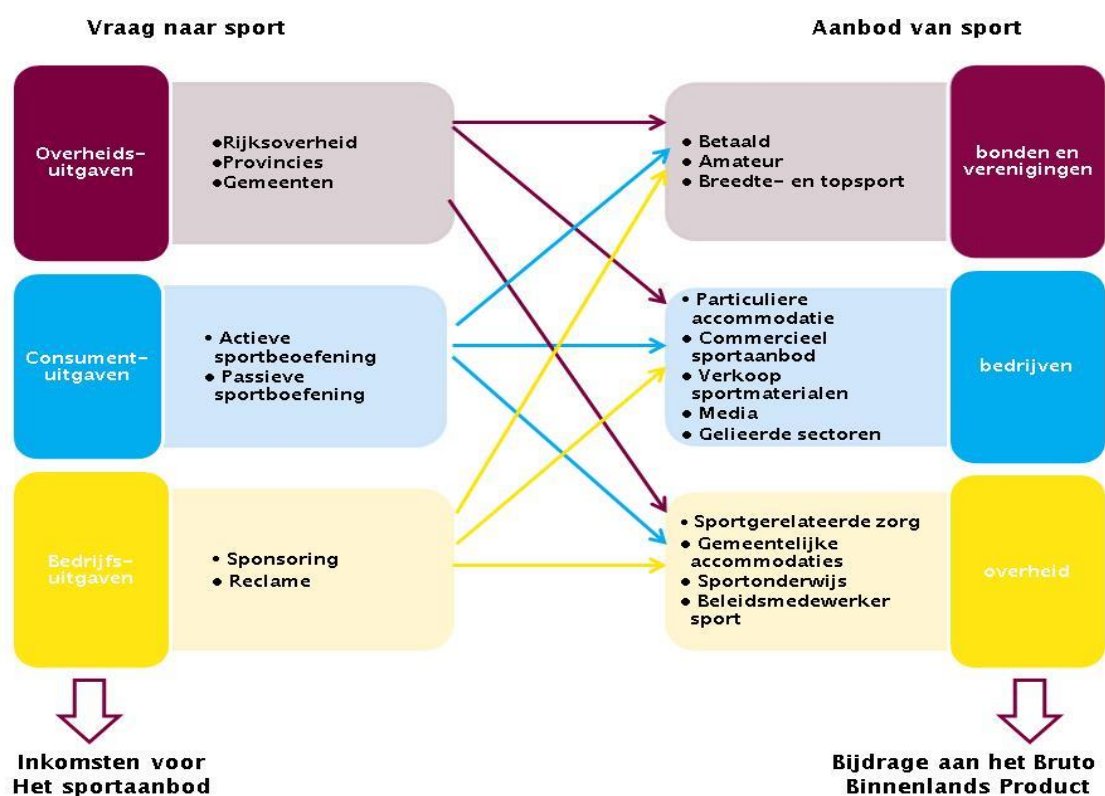 Vraag naar sport
Aanbod van sport
Overheids-
uitgaven
●Rijksoverheid
●Provincies
●Gemeenten
● Betaald
● Amateur
● Breedte- en topsport
bonden en
verenigingen
Consument-
uitgaven
• Actieve
sportbeoefening
● Passieve
sportboefening
• Particuliere
accommodatie
● Commercieel
sportaanbod
● Verkoop
sportmaterialen
● Media
● Gelieerde sectoren
bedrijven
Bedrijfs-
uitgaven
• Sponsoring
● Reclame
• Sportgerelateerde zorg
● Gemeentelijke
accommodaties
● Sportonderwijs
● Beleidsmedewerker
sport
overheid
Inkomsten voor
Het sportaanbod
Bijdrage aan het Bruto
Binnenlands Product